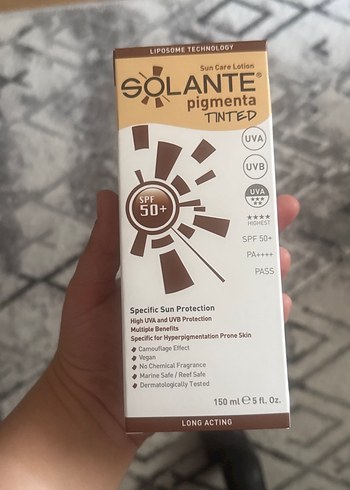 LIPOSOME TECHNOLOGY
Sun Care Lotion
SOLANTE®
pigmenta
TINTED
UVA
UVB
UVA
★★★
★★
★★★★
HIGHEST
SPF 50+
PA++++
PASS
SPF
50+
Specific Sun Protection
High UVA and UVB Protection
Multiple Benefits
Specific for Hyperpigmentation Prone Skin
Camouflage Effect
Vegan
No Chemical Fragrance
Marine Safe / Reef Safe
Dermatologically Tested
150 ml ℮ 5 fl. Oz.
LONG ACTING